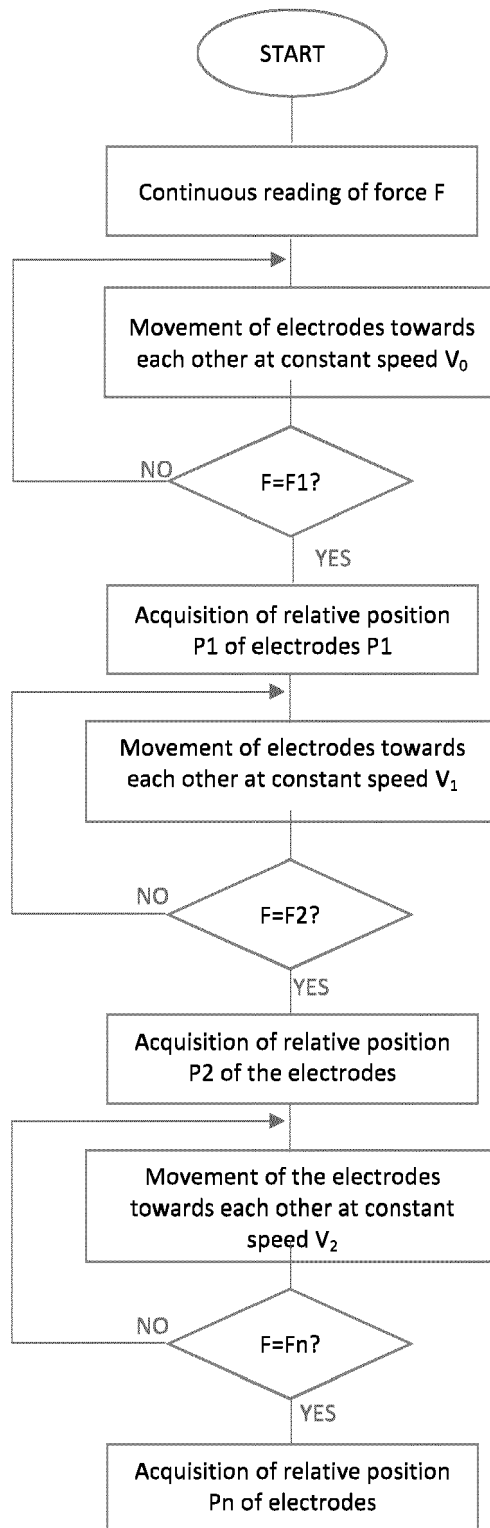 START
Continuous reading of force F
Movement of electrodes towards
each other at constant speed V₀
NO
F=F1?
YES
Acquisition of relative position
P1 of electrodes P1
Movement of electrodes towards
each other at constant speed V₁
NO
F=F2?
YES
Acquisition of relative position
P2 of the electrodes
Movement of the electrodes
towards each other at constant
speed V₂
NO
F=Fn?
YES
Acquisition of relative position
Pn of electrodes